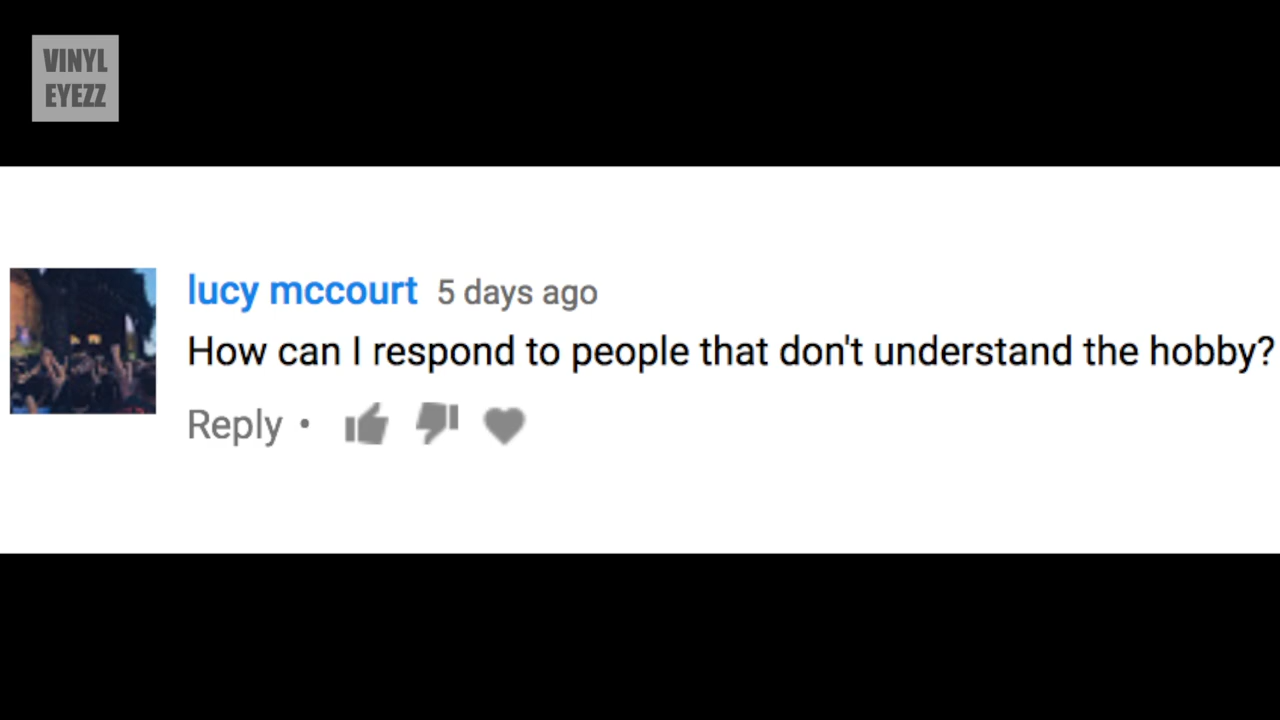 VINYL
EYEZZ
lucy mccourt 5 days ago
How can I respond to people that don't understand the hobby?
Reply •